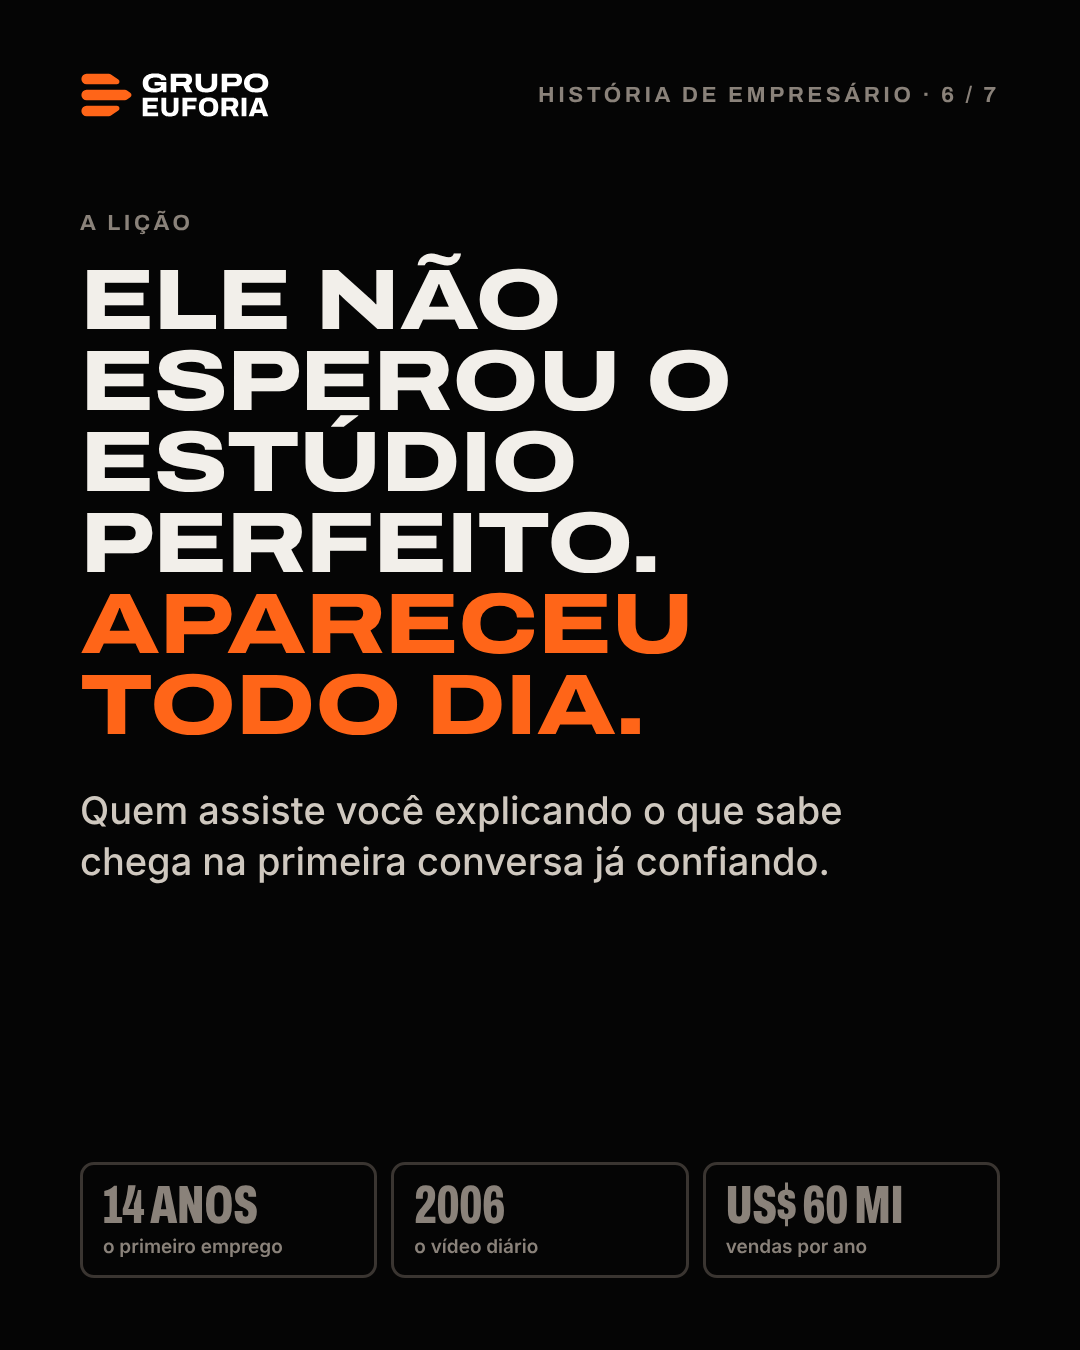 GRUPO
EUFORIA
HISTÓRIA DE EMPRESÁRIO · 6 / 7
A LIÇÃO
ELE NÃO
ESPEROU O
ESTÚDIO
PERFEITO.
APARECEU
TODO DIA.
Quem assiste você explicando o que sabe
chega na primeira conversa já confiando.
14 ANOS
o primeiro emprego
2006
o vídeo diário
US$ 60 MI
vendas por ano